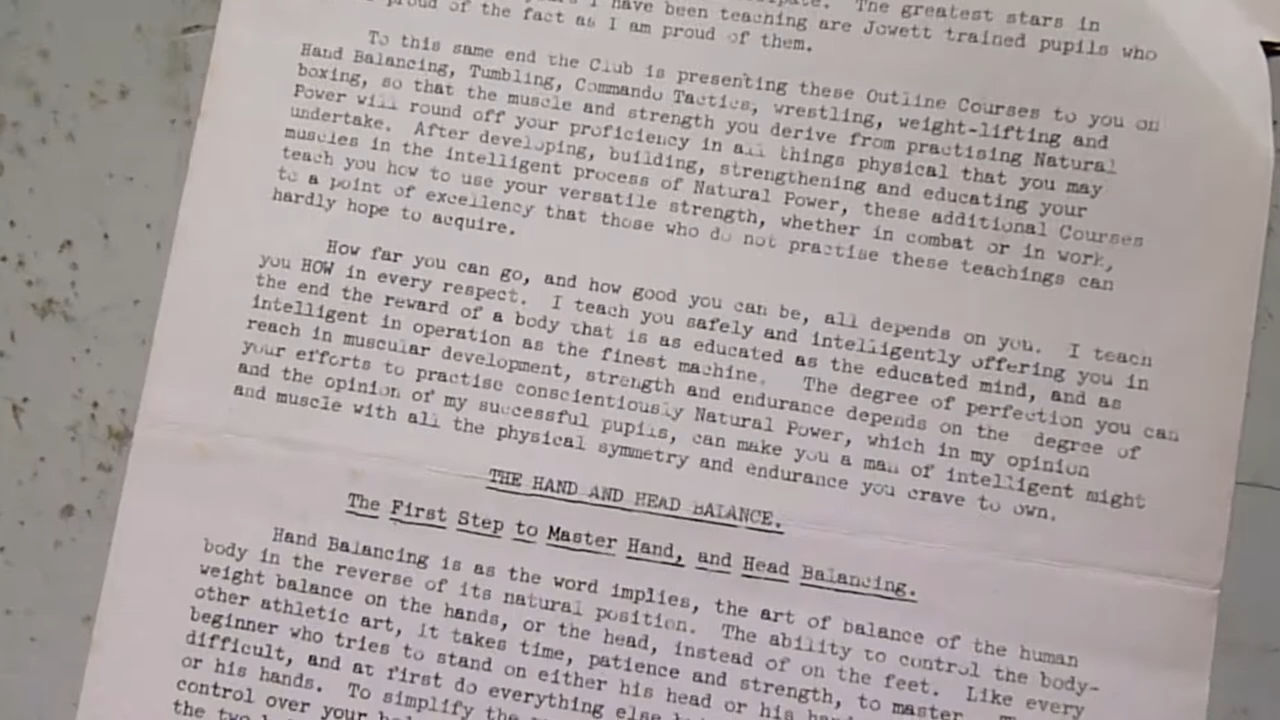 The greatest stars in
I have been teaching are Jowett trained pupils who
proud of the fact as I am proud of them.
To this same end the Club is presenting these Outline Courses to you on
Hand Balancing, Tumbling, Commando Tactics, wrestling, weight-lifting and
boxing, so that the muscle and strength you derive from practising Natural
Power will round off your proficiency in all things physical that you may
undertake. After developing, building, strengthening and educating your
muscles in the intelligent process of Natural Power, these additional Courses
teach you how to use your versatile strength, whether in combat or in work,
to a point of excellency that those who do not practise these teachings can
hardly hope to acquire.
How far you can go, and how good you can be, all depends on you. I teach
you HOW in every respect. I teach you safely and intelligently offering you in
the end the reward of a body that is as educated as the educated mind, and as
intelligent in operation as the finest machine. The degree of perfection you can
reach in muscular development, strength and endurance depends on the degree of
your efforts to practise conscientiously Natural Power, which in my opinion
and the opinion of my successful pupils, can make you a man of intelligent might
and muscle with all the physical symmetry and endurance you crave to own.
THE HAND AND HEAD BALANCE.
The First Step to Master Hand, and Head Balancing.
Hand Balancing is as the word implies, the art of balance of the human
body in the reverse of its natural position. The ability to control the body-
weight balance on the hands, or the head, instead of on the feet. Like every
other athletic art, it takes time, patience and strength, to master.
beginner who tries to stand on either his head or his
difficult, and at first do everything else
or his hands. To simplify the
control over your
the two